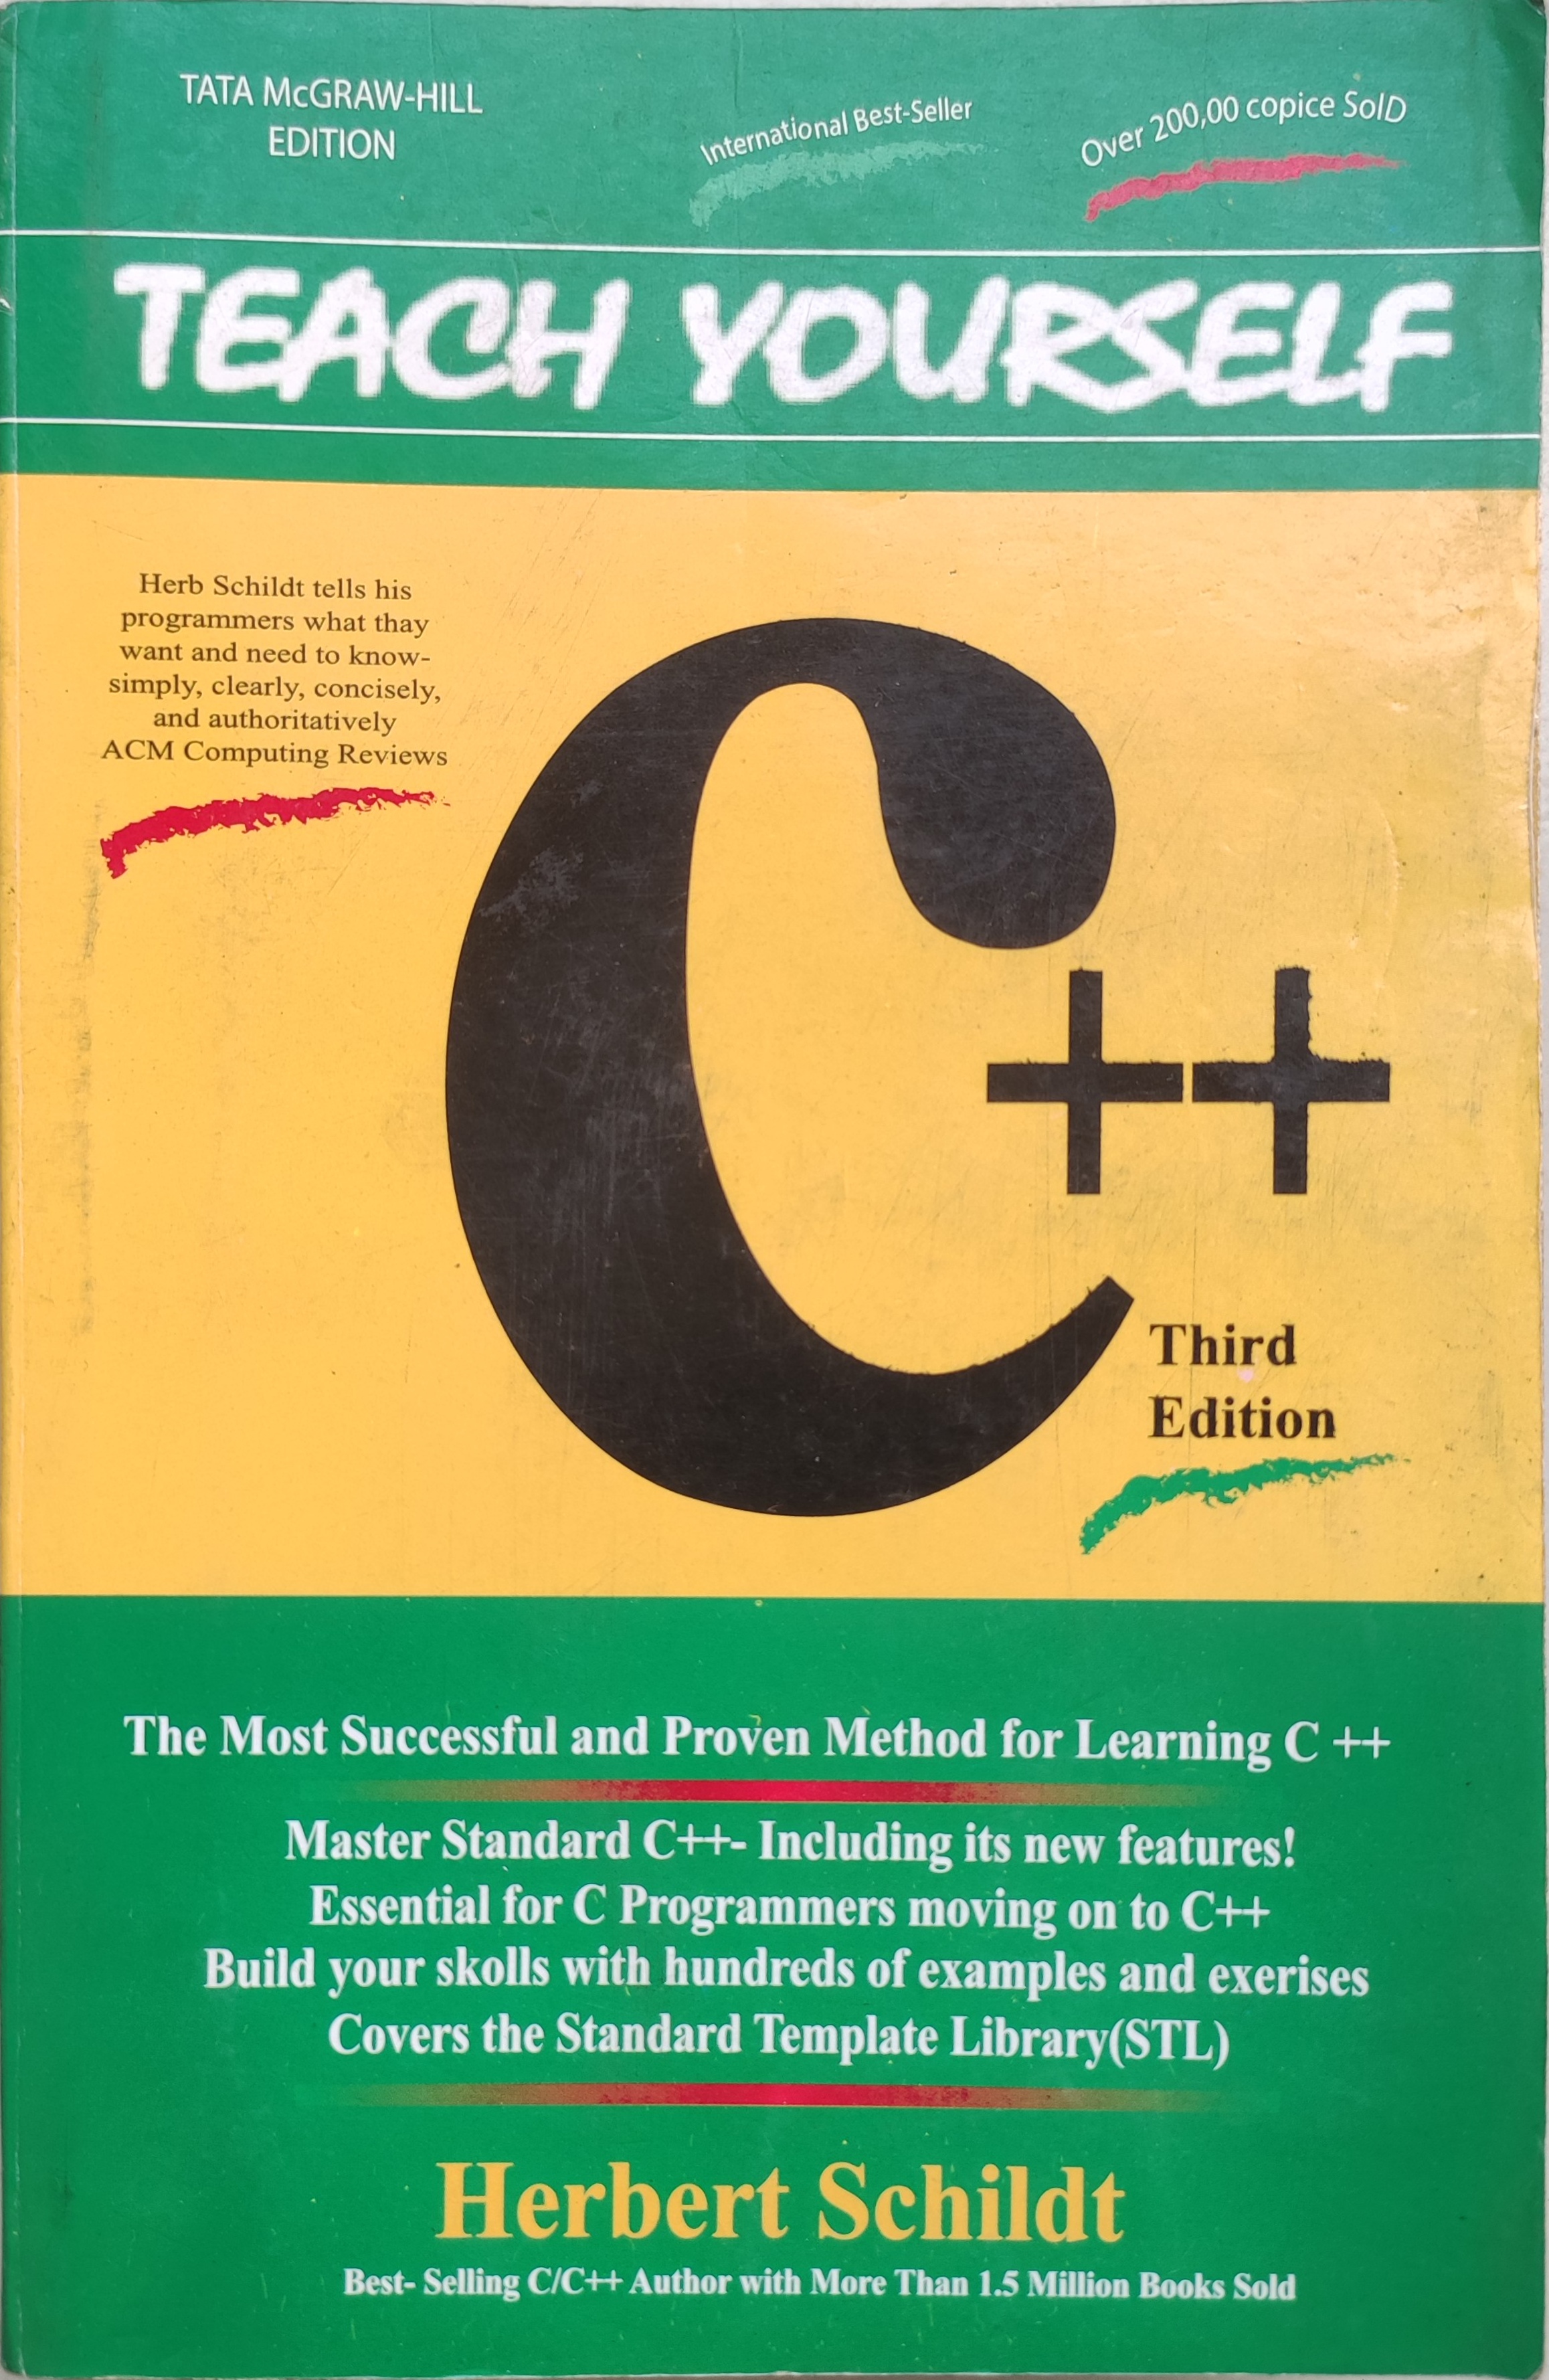 TATA McGRAW-HILL
EDITION
International Best-Seller
Over 200,00 copice SolD
TEACH YOURSELF
Herb Schildt tells his
programmers what thay
want and need to know-
simply, clearly, concisely,
and authoritatively
ACM Computing Reviews
C++
Third
Edition
The Most Successful and Proven Method for Learning C ++
Master Standard C++- Including its new features!
Essential for C Programmers moving on to C++
Build your skolls with hundreds of examples and exerises
Covers the Standard Template Library(STL)
Herbert Schildt
Best- Selling C/C++ Author with More Than 1.5 Million Books Sold